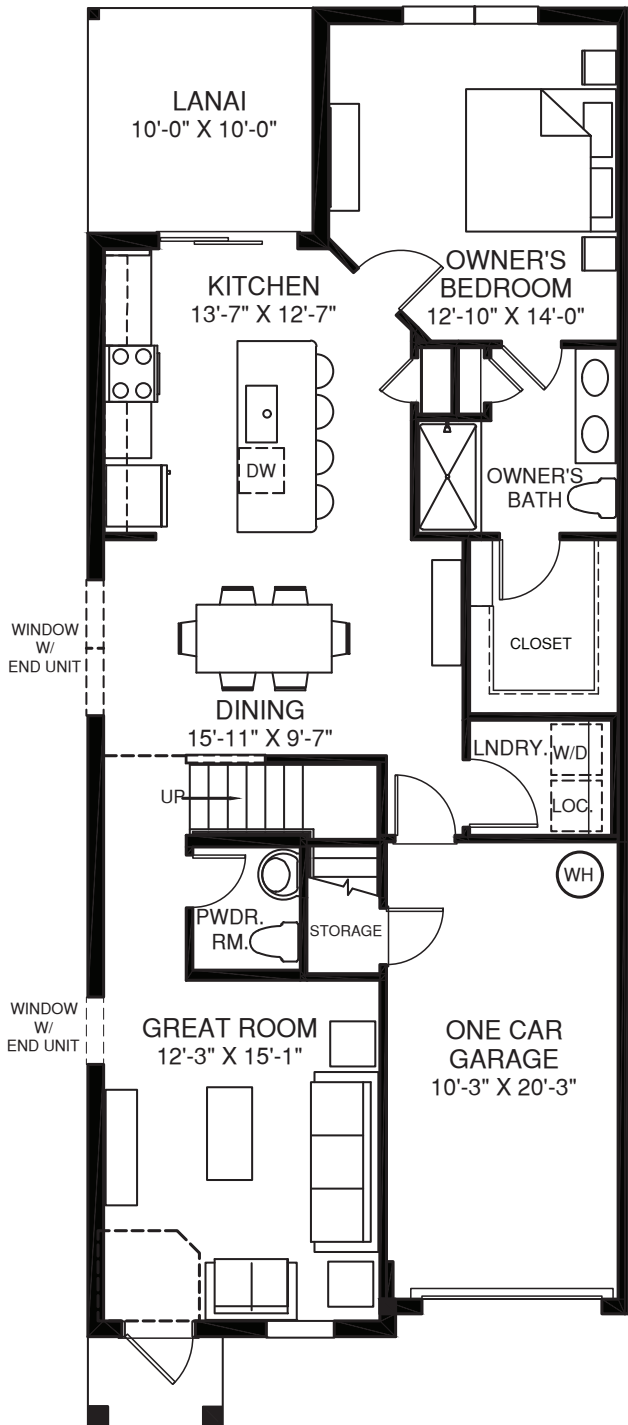 LANAI
10'-0" X 10'-0"
KITCHEN
13'-7" X 12'-7"
OWNER'S
BEDROOM
12'-10" X 14'-0"
DW
OWNER'S
BATH
WINDOW
W/
END UNIT
CLOSET
DINING
15'-11" X 9'-7"
LNDRY.
W/D
LOC.
UP
WH
PWDR.
RM.
STORAGE
WINDOW
W/
END UNIT
GREAT ROOM
12'-3" X 15'-1"
ONE CAR
GARAGE
10'-3" X 20'-3"